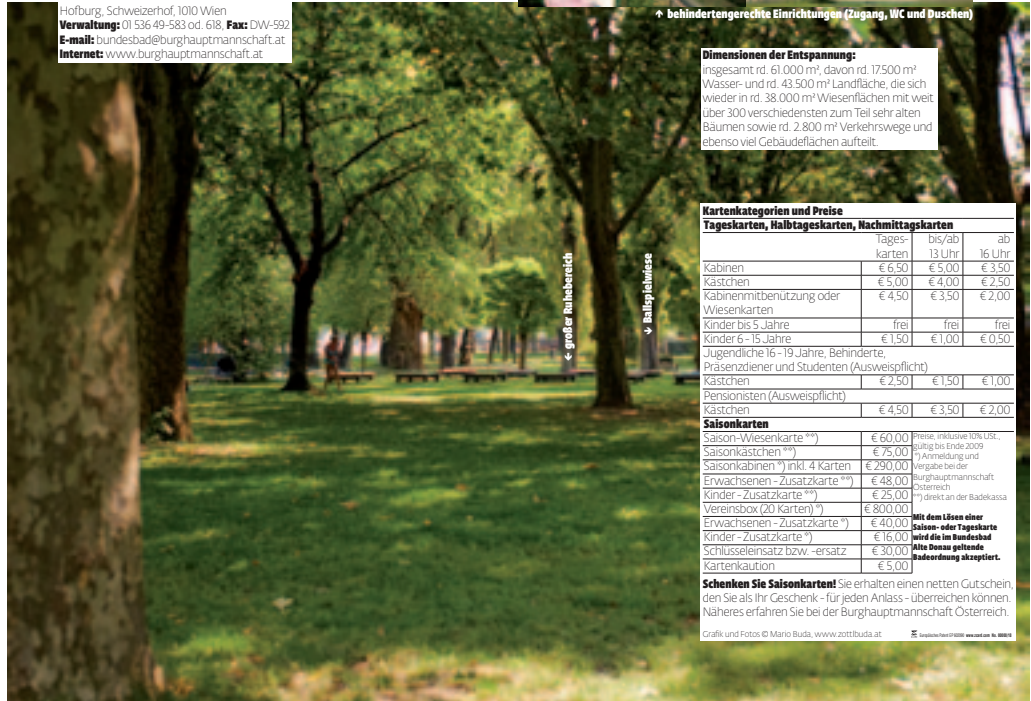 Hofburg, Schweizerhof, 1010 Wien
Verwaltung: 01 536 49-583 od. 618, Fax: DW-592
E-mail: bundesbad@burghauptmannschaft.at
Internet: www.burghauptmannschaft.at
↑ behindertengerechte Einrichtungen (Zugang, WC und Duschen)
Dimensionen der Entspannung:
insgesamt rd. 61.000 m², davon rd. 17.500 m²
Wasser- und rd. 43.500 m² Landfläche, die sich
wieder in rd. 38.000 m² Wiesenflächen mit weit
über 300 verschiedensten zum Teil sehr alten
Bäumen sowie rd. 2.800 m² Verkehrswege und
ebenso viel Gebäudeflächen aufteilt.
← großer Ruhebereich
← Ballspielwiese
Kartenkategorien und Preise
Tageskarten, Halbtageskarten, Nachmittagskarten
Tages- bis/ab ab
karten 13 Uhr 16 Uhr
Kabinen € 6,50 € 5,00 € 3,50
Kästchen € 5,00 € 4,00 € 2,50
Kabinenmitbenützung oder € 4,50 € 3,50 € 2,00
Wiesenkarten
Kinder bis 5 Jahre frei frei frei
Kinder 6 - 15 Jahre € 1,50 € 1,00 € 0,50
Jugendliche 16 - 19 Jahre, Behinderte,
Präsenzdiener und Studenten (Ausweispflicht)
Kästchen € 2,50 € 1,50 € 1,00
Pensionisten (Ausweispflicht)
Kästchen € 4,50 € 3,50 € 2,00
Saisonkarten
Saison-Wiesenkarte **) € 60,00
Saisonkästchen **) € 75,00
Saisonkabinen *) inkl. 4 Karten € 290,00
Erwachsenen - Zusatzkarte **) € 48,00
Kinder - Zusatzkarte **) € 25,00
Vereinsbox (20 Karten) *) € 800,00
Erwachsenen - Zusatzkarte *) € 40,00
Kinder - Zusatzkarte *) € 16,00
Schlüsseleinsatz bzw. -ersatz € 30,00
Kartenkaution € 5,00
Preise, inklusive 10% USt.,
gültig bis Ende 2009
*) Anmeldung und
Vergabe bei der
Burghauptmannschaft
Österreich
**) direkt an der Badekassa
Mit dem Lösen einer
Saison- oder Tageskarte
wird die im Bundesbad
Alte Donau geltende
Badeordnung akzeptiert.
Schenken Sie Saisonkarten! Sie erhalten einen netten Gutschein,
den Sie als Ihr Geschenk - für jeden Anlass - überreichen können.
Näheres erfahren Sie bei der Burghauptmannschaft Österreich.
Grafik und Fotos © Mario Buda, www.zottlbuda.at